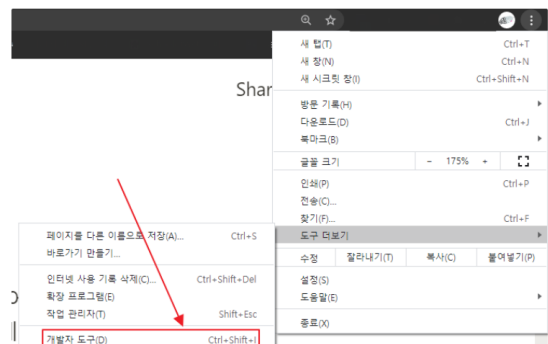 새 탭(T) Ctrl+T
새 창(N) Ctrl+N
새 시크릿 창(I) Ctrl+Shift+N
Shar
방문 기록(H)
다운로드(D) Ctrl+J
북마크(B)
글꼴 크기 - 175% +
인쇄(P) Ctrl+P
전송(C)...
찾기(F)... Ctrl+F
도구 더보기
수정 잘라내기(T) 복사(C) 붙여넣기(P)
설정(S)
도움말(E)
종료(X)
페이지를 다른 이름으로 저장(A)... Ctrl+S
바로가기 만들기...
인터넷 사용 기록 삭제(C)... Ctrl+Shift+Del
확장 프로그램(E)
작업 관리자(T) Shift+Esc
개발자 도구(D) Ctrl+Shift+I